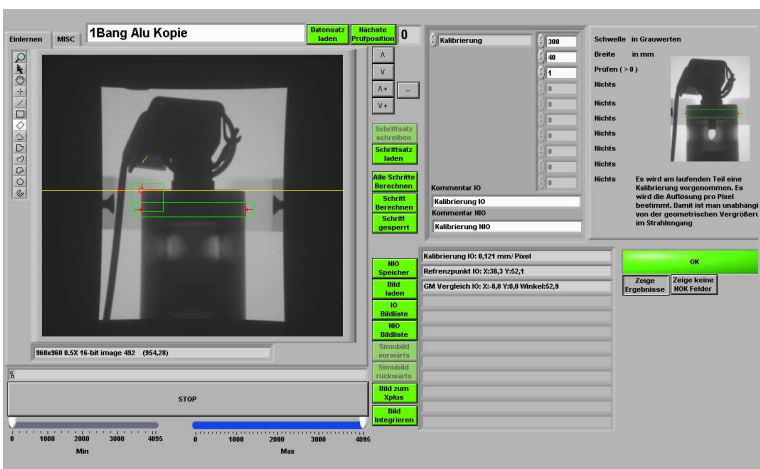 Einlernen
MISC
1Bang Alu Kopie
Datensatz
laden
Nächste
Prüfposition
0
Λ
V
Λ +
...
V +
Schrittsatz
schreiben
Schrittsatz
laden
Alle Schritte
Berechnen
Schritt
Berechnen
Schritt
gesperrt
Kalibrierung
300
40
1
0
0
0
0
0
0
0
Kommentar IO
Kalibrierung IO
Kommentar NIO
Kalibrierung NIO
Schwelle in Grauwerten
Breite in mm
Prüfen ( > 0 )
Nichts
Nichts
Nichts
Nichts
Nichts
Nichts
Nichts
Es wird am laufenden Teil eine
Kalibrierung vorgenommen. Es
wird die Auflösung pro Pixel
bestimmt. Damit ist man unabhängi
von der geometrischen Vergrößeru
im Strahlengang
NIO
Speicher
Bild
laden
IO
Bildliste
NIO
Bildliste
Simubild
vorwärts
Simubild
rückwärts
Bild zum
Xplus
Bild
Integrieren
Kalibrierung IO: 0,121 mm/ Pixel
Refrenzpunkt IO: X:38,3 Y:52,1
GM Vergleich IO: X:-8,0 Y:0,0 Winkel:52,9
OK
Zeige
Ergebnisse
Zeige keine
NOK Felder
960x960 0.5X 16-bit image 492 (954,28)
STOP
0 1000 2000 3000 4095
Min
0 1000 2000 3000 4095
Max